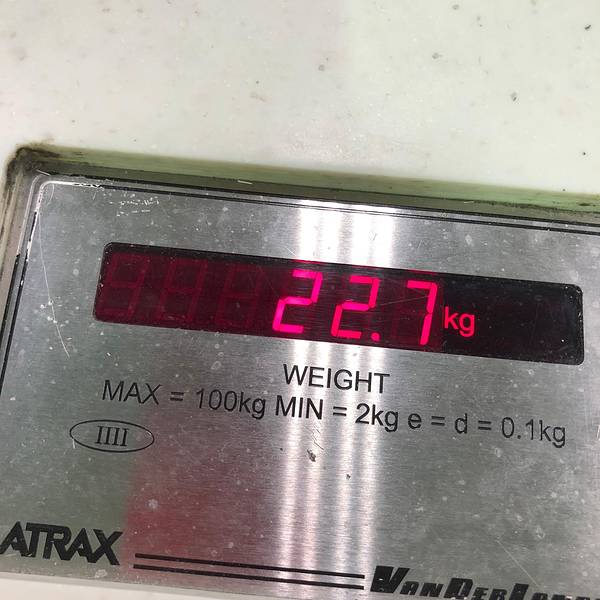 22.7 kg
WEIGHT
MAX = 100kg MIN = 2kg e = d = 0.1kg
IIII
ATRAX